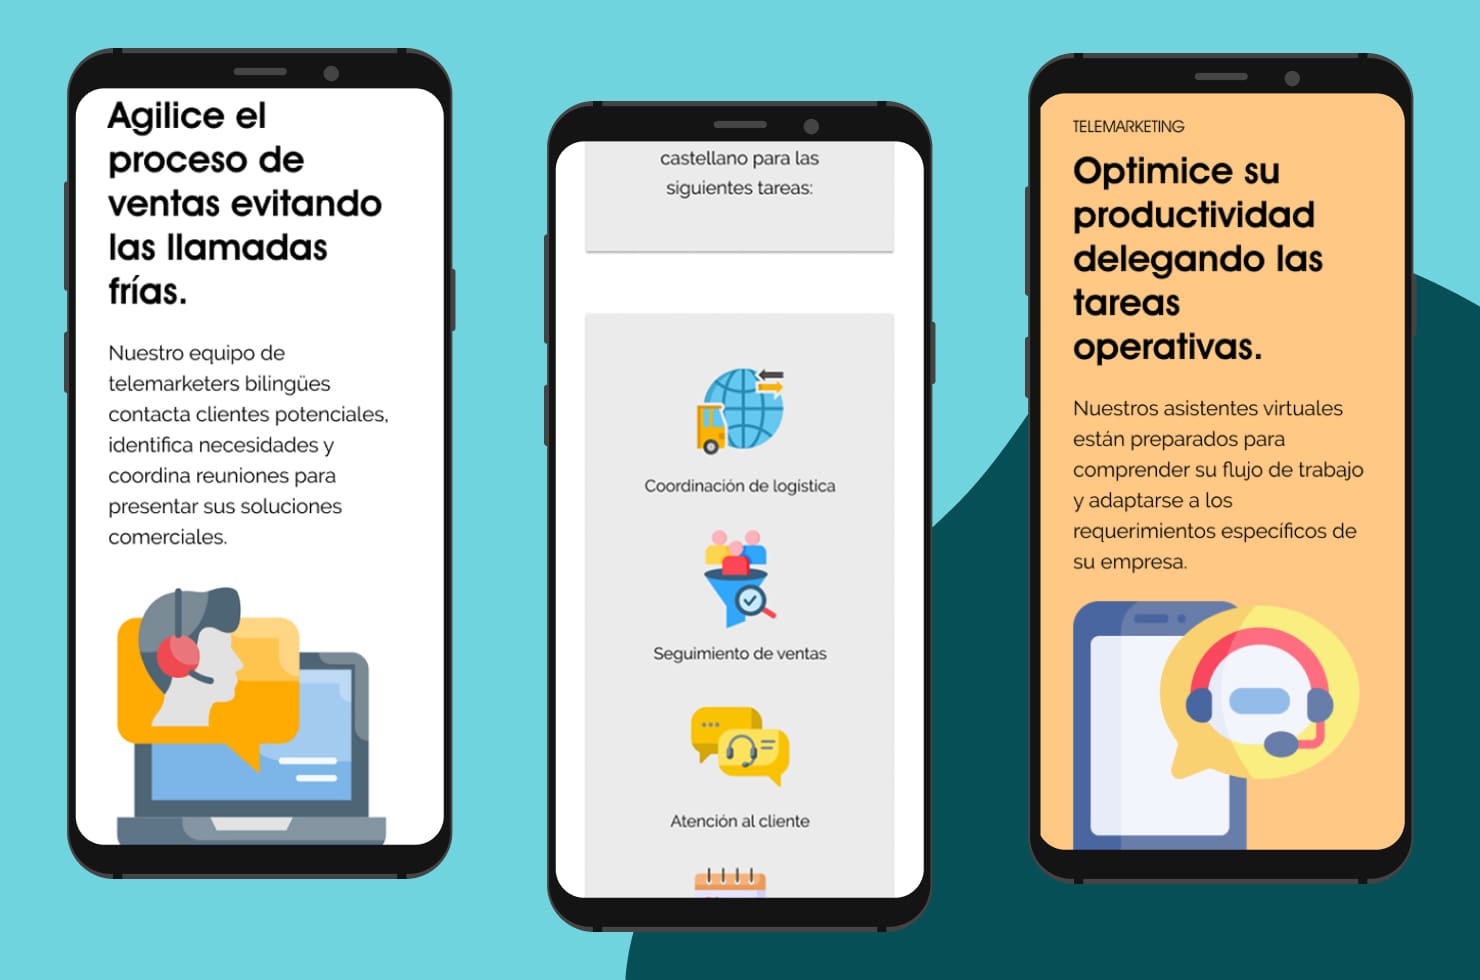 Agilice el
proceso de
ventas evitando
las llamadas
frías.
Nuestro equipo de
telemarketers bilingües
contacta clientes potenciales,
identifica necesidades y
coordina reuniones para
presentar sus soluciones
comerciales.
castellano para las
siguientes tareas:
Coordinación de logística
Seguimiento de ventas
Atención al cliente
TELEMARKETING
Optimice su
productividad
delegando las
tareas
operativas.
Nuestros asistentes virtuales
están preparados para
comprender su flujo de trabajo
y adaptarse a los
requerimientos específicos de
su empresa.